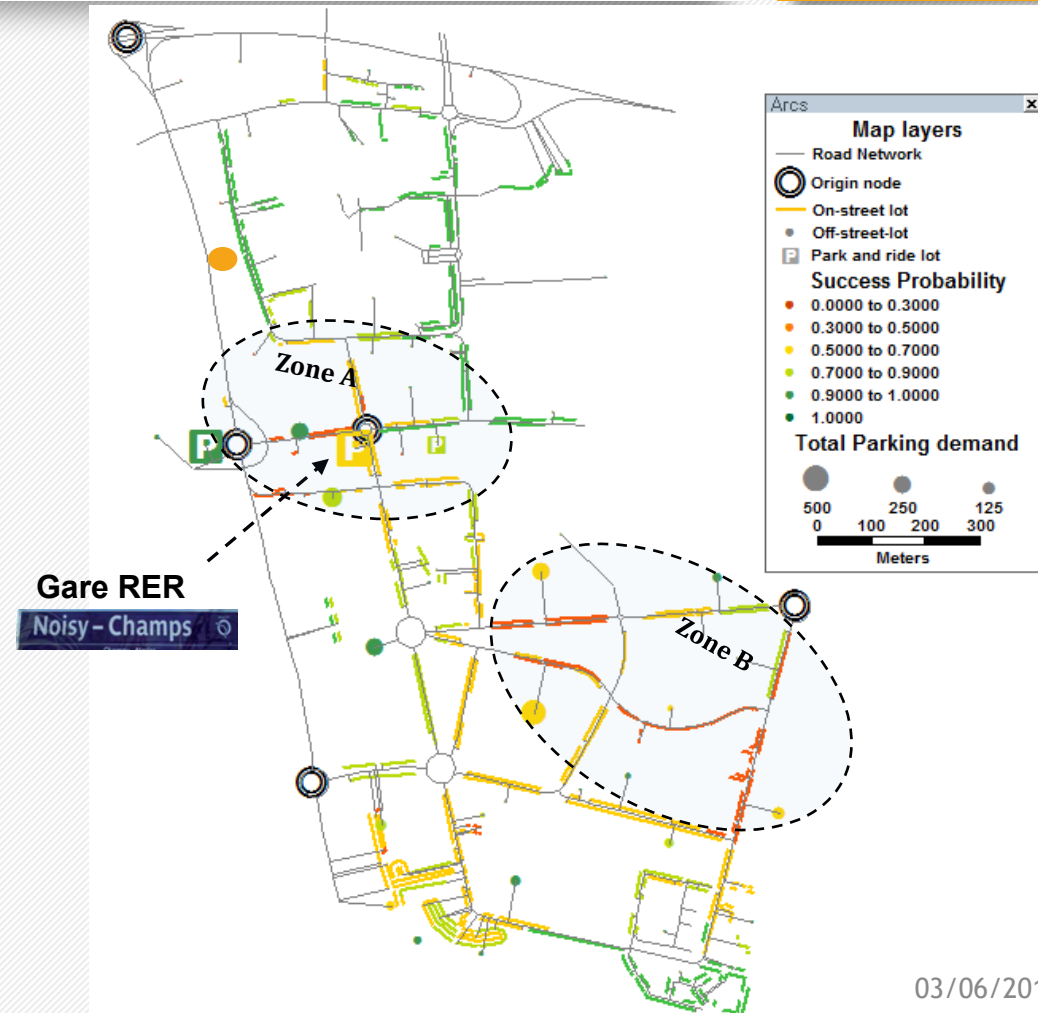 Arcs
Map layers
Road Network
Origin node
On-street lot
Off-street-lot
P Park and ride lot
Success Probability
0.0000 to 0.3000
0.3000 to 0.5000
0.5000 to 0.7000
0.7000 to 0.9000
0.9000 to 1.0000
1.0000
Total Parking demand
500 250 125
0 100 200 300
Meters
Zone A
P
P
P
Gare RER
Noisy – Champs
Zone B
03/06/201